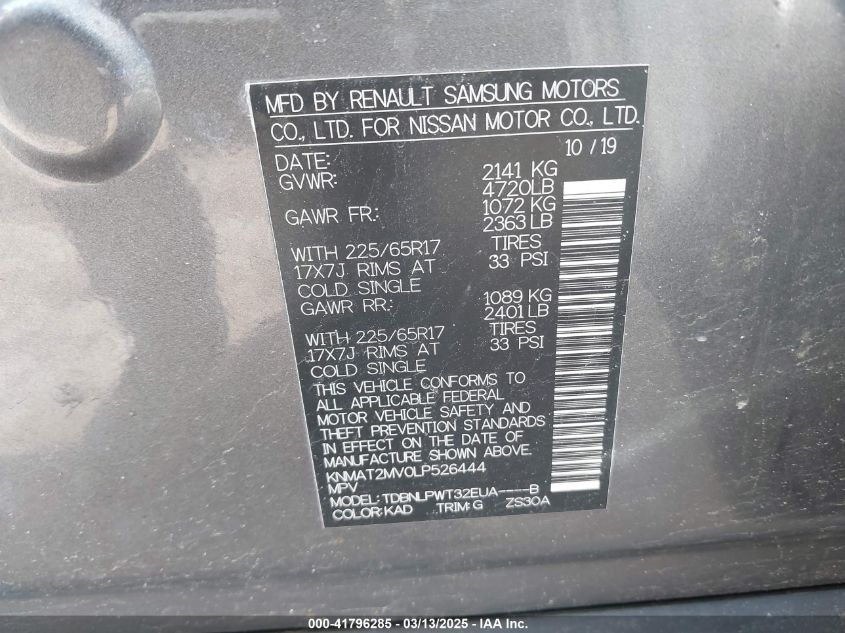 MFD BY RENAULT SAMSUNG MOTORS
CO., LTD. FOR NISSAN MOTOR CO., LTD.
DATE: 10 / 19
GVWR: 2141 KG
4720LB
GAWR FR: 1072 KG
2363 LB
WITH 225/65R17 TIRES
17X7J RIMS AT 33 PSI
COLD SINGLE
GAWR RR: 1089 KG
2401 LB
WITH 225/65R17 TIRES
17X7J RIMS AT 33 PSI
COLD SINGLE
THIS VEHICLE CONFORMS TO
ALL APPLICABLE FEDERAL
MOTOR VEHICLE SAFETY AND
THEFT PREVENTION STANDARDS
IN EFFECT ON THE DATE OF
MANUFACTURE SHOWN ABOVE.
KNMAT2MV0LP526444
MPV
MODEL: TDBNLPWT32EUA----B
COLOR: KAD TRIM: G ZS30A
000-41796285 - 03/13/2025 - IAA Inc.